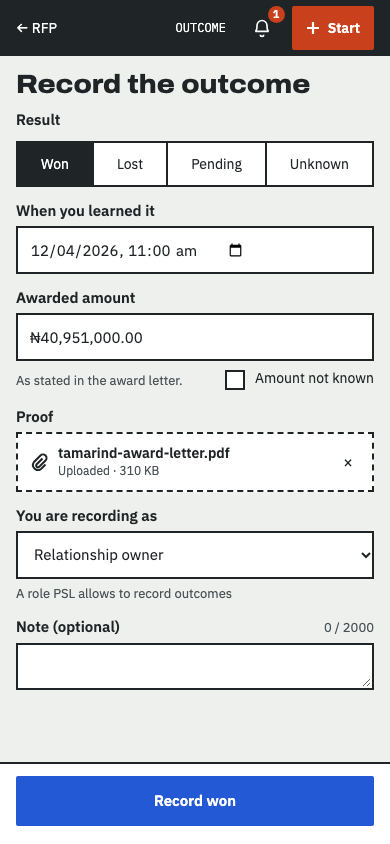 ← RFP OUTCOME 1 + Start
Record the outcome
Result
Won Lost Pending Unknown
When you learned it
12/04/2026, 11:00 am
Awarded amount
₦40,951,000.00
As stated in the award letter. Amount not known
Proof
tamarind-award-letter.pdf
Uploaded · 310 KB ×
You are recording as
Relationship owner
A role PSL allows to record outcomes
Note (optional) 0 / 2000
Record won